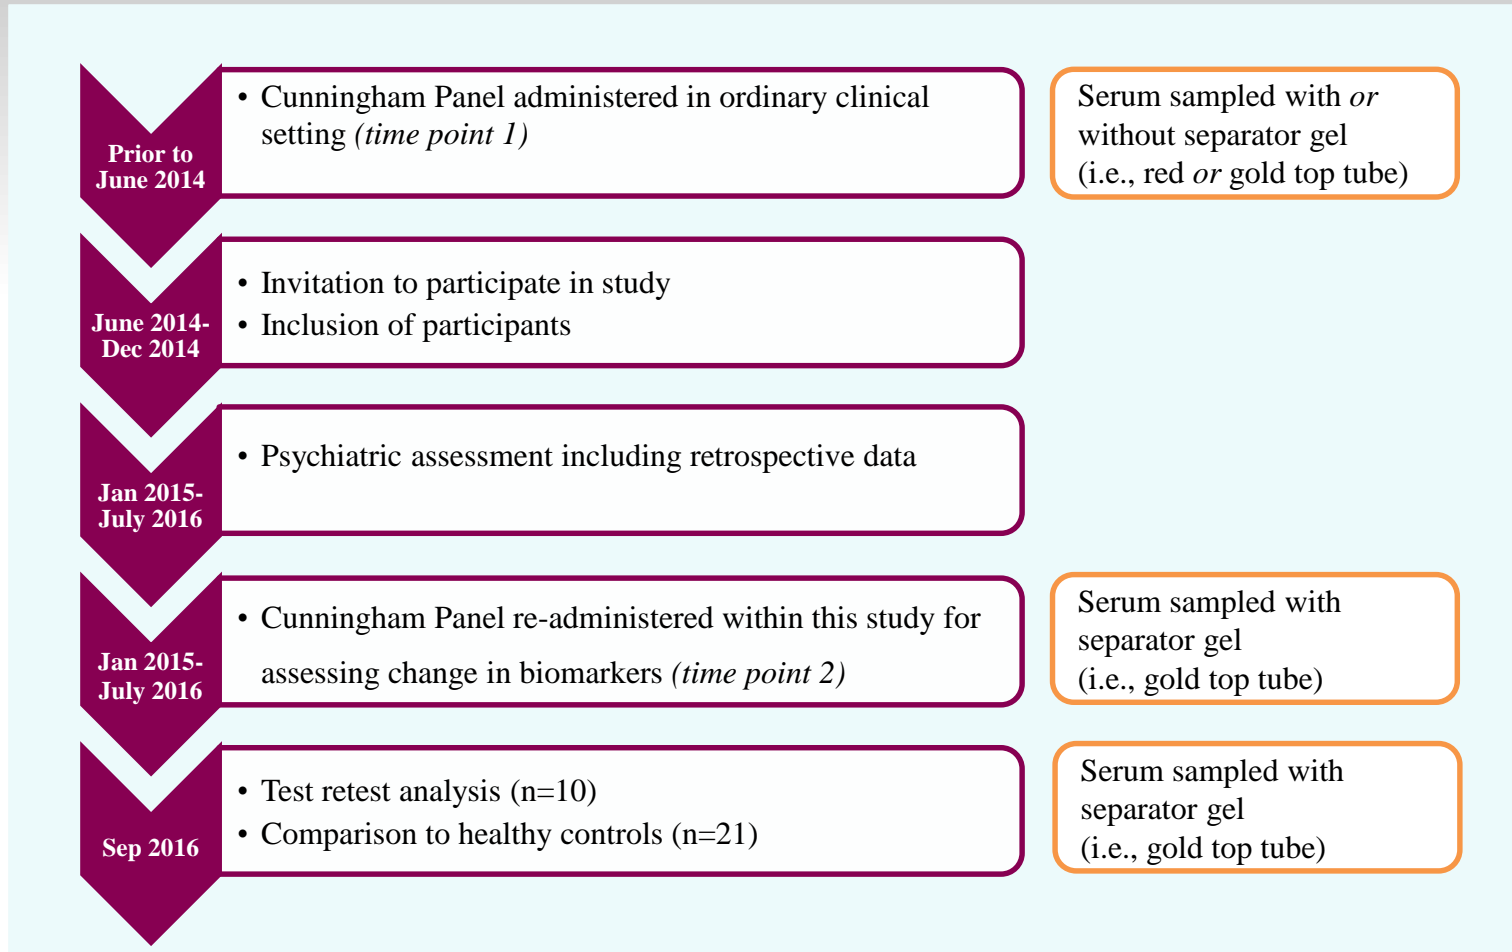 Prior to
June 2014
• Cunningham Panel administered in ordinary clinical
setting (time point 1)
Serum sampled with or
without separator gel
(i.e., red or gold top tube)
June 2014-
Dec 2014
• Invitation to participate in study
• Inclusion of participants
Jan 2015-
July 2016
• Psychiatric assessment including retrospective data
Jan 2015-
July 2016
• Cunningham Panel re-administered within this study for
assessing change in biomarkers (time point 2)
Serum sampled with
separator gel
(i.e., gold top tube)
Sep 2016
• Test retest analysis (n=10)
• Comparison to healthy controls (n=21)
Serum sampled with
separator gel
(i.e., gold top tube)